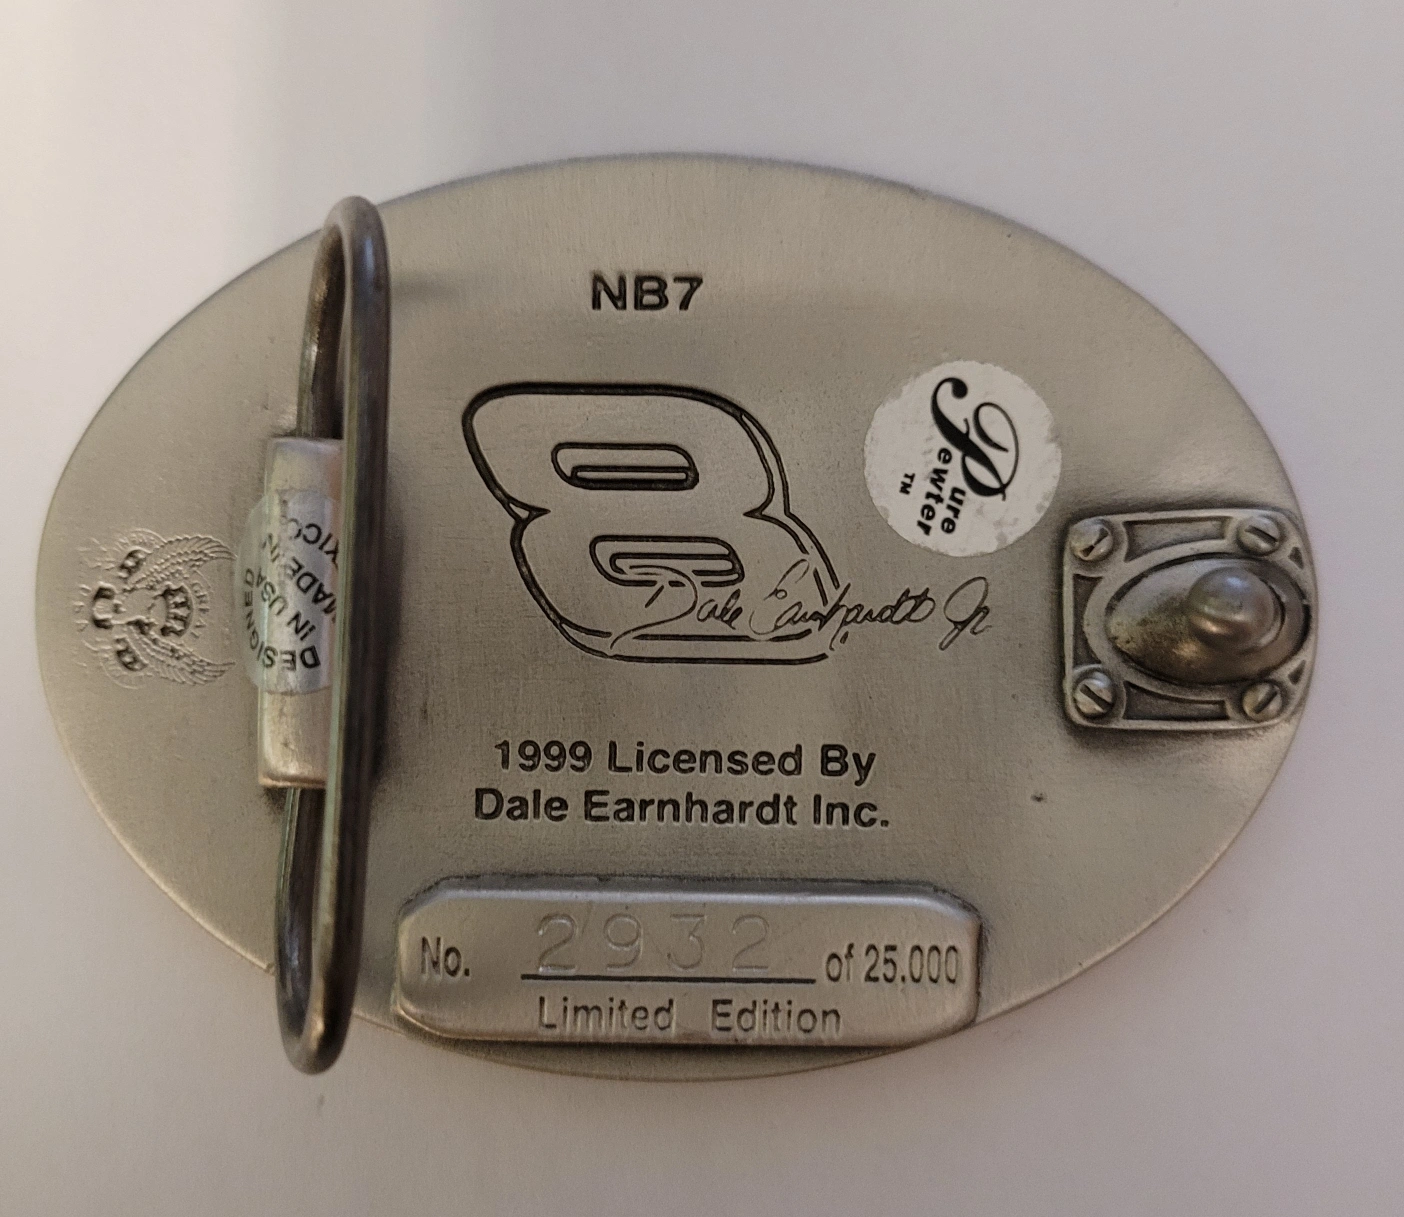 NB7
8
Dale Earnhardt Jr
Pure
Pewter
TM
DESIGNED
IN USA
MADE IN
1999 Licensed By
Dale Earnhardt Inc.
No. 2932 of 25,000
Limited Edition